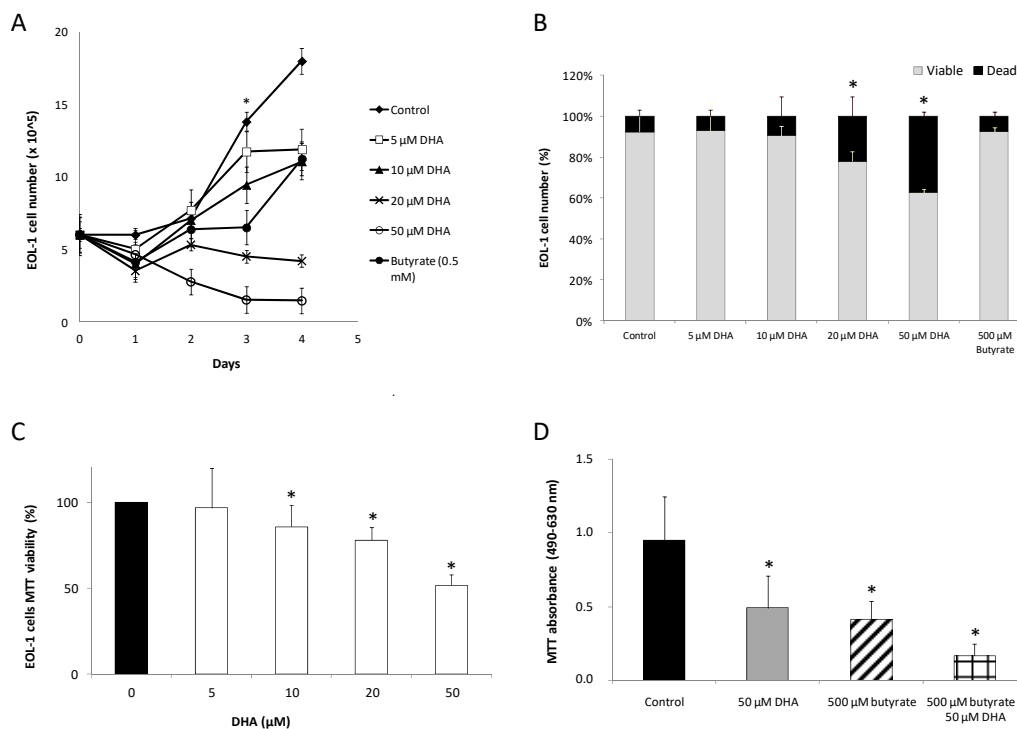 A
20
15
10
5
0
0 1 2 3 4 5
*
EOL-1 cell number (x 10^5)
Days
Control
5 µM DHA
10 µM DHA
20 µM DHA
50 µM DHA
Butyrate (0.5
mM)
B
Viable Dead
120%
100%
80%
60%
40%
20%
0%
* *
EOL-1 cell number (%)
Control 5 µM DHA 10 µM DHA 20 µM DHA 50 µM DHA 500 µM
Butyrate
C
100
50
0
* * *
EOL-1 cells MTT viability (%)
0 5 10 20 50
DHA (µM)
D
1.5
1.0
0.5
0.0
* * *
MTT absorbance (490-630 nm)
Control 50 µM DHA 500 µM butyrate 500 µM butyrate
50 µM DHA